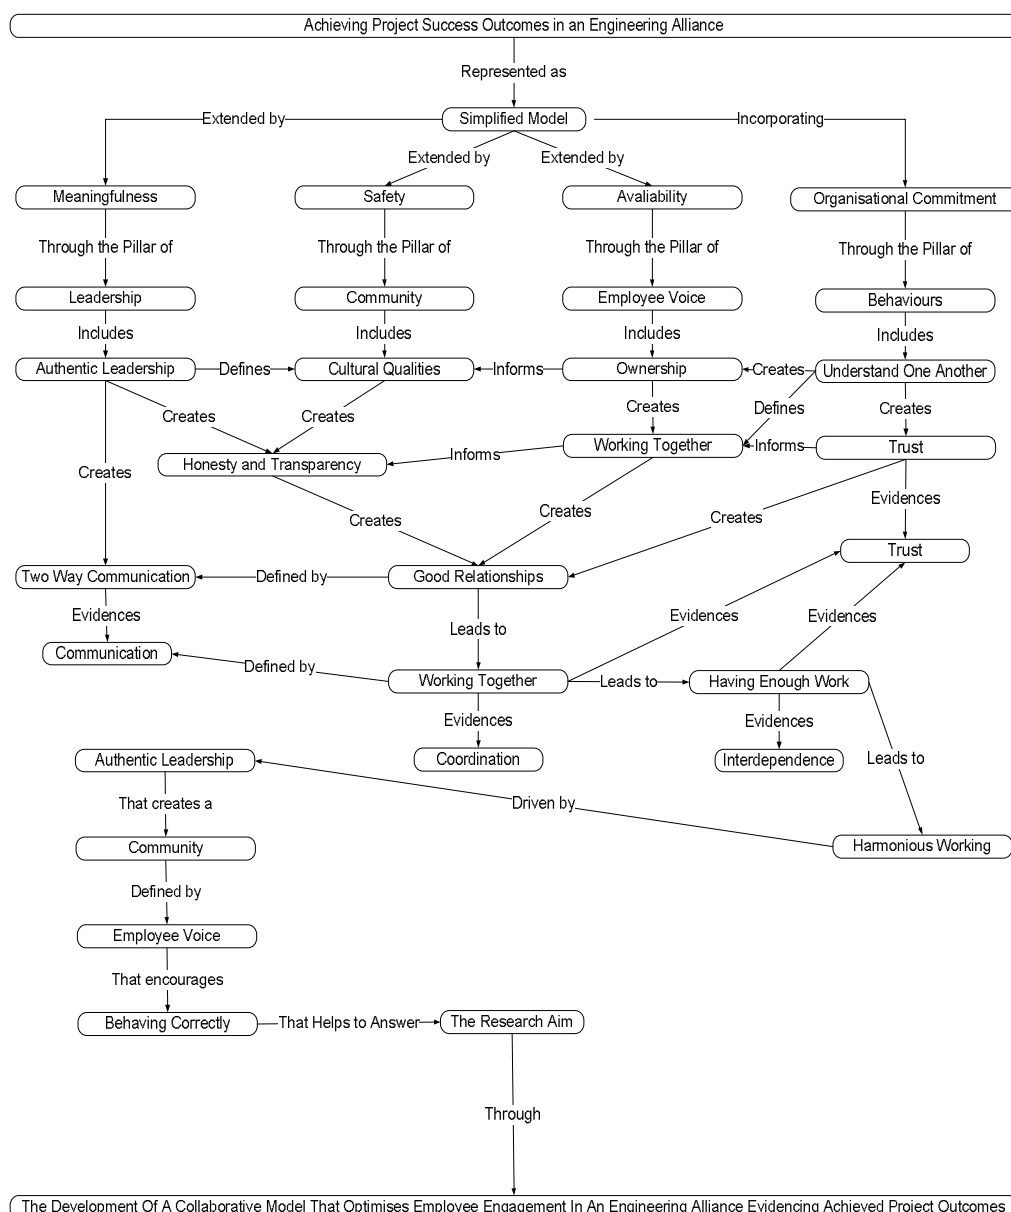 Achieving Project Success Outcomes in an Engineering Alliance
Represented as
Extended by
Simplified Model
Incorporating
Extended by
Extended by
Meaningfulness
Safety
Avaliability
Organisational Commitment
Through the Pillar of
Through the Pillar of
Through the Pillar of
Through the Pillar of
Leadership
Community
Employee Voice
Behaviours
Includes
Includes
Includes
Includes
Authentic Leadership
Defines
Cultural Qualities
Informs
Ownership
Creates
Understand One Another
Creates
Creates
Creates
Defines
Creates
Working Together
Informs
Trust
Honesty and Transparency
Informs
Creates
Creates
Creates
Creates
Evidences
Trust
Two Way Communication
Defined by
Good Relationships
Evidences
Leads to
Evidences
Evidences
Communication
Defined by
Working Together
Leads to
Having Enough Work
Evidences
Evidences
Coordination
Interdependence
Leads to
Authentic Leadership
That creates a
Driven by
Community
Harmonious Working
Defined by
Employee Voice
That encourages
Behaving Correctly
That Helps to Answer
The Research Aim
Through
The Development Of A Collaborative Model That Optimises Employee Engagement In An Engineering Alliance Evidencing Achieved Project Outcomes